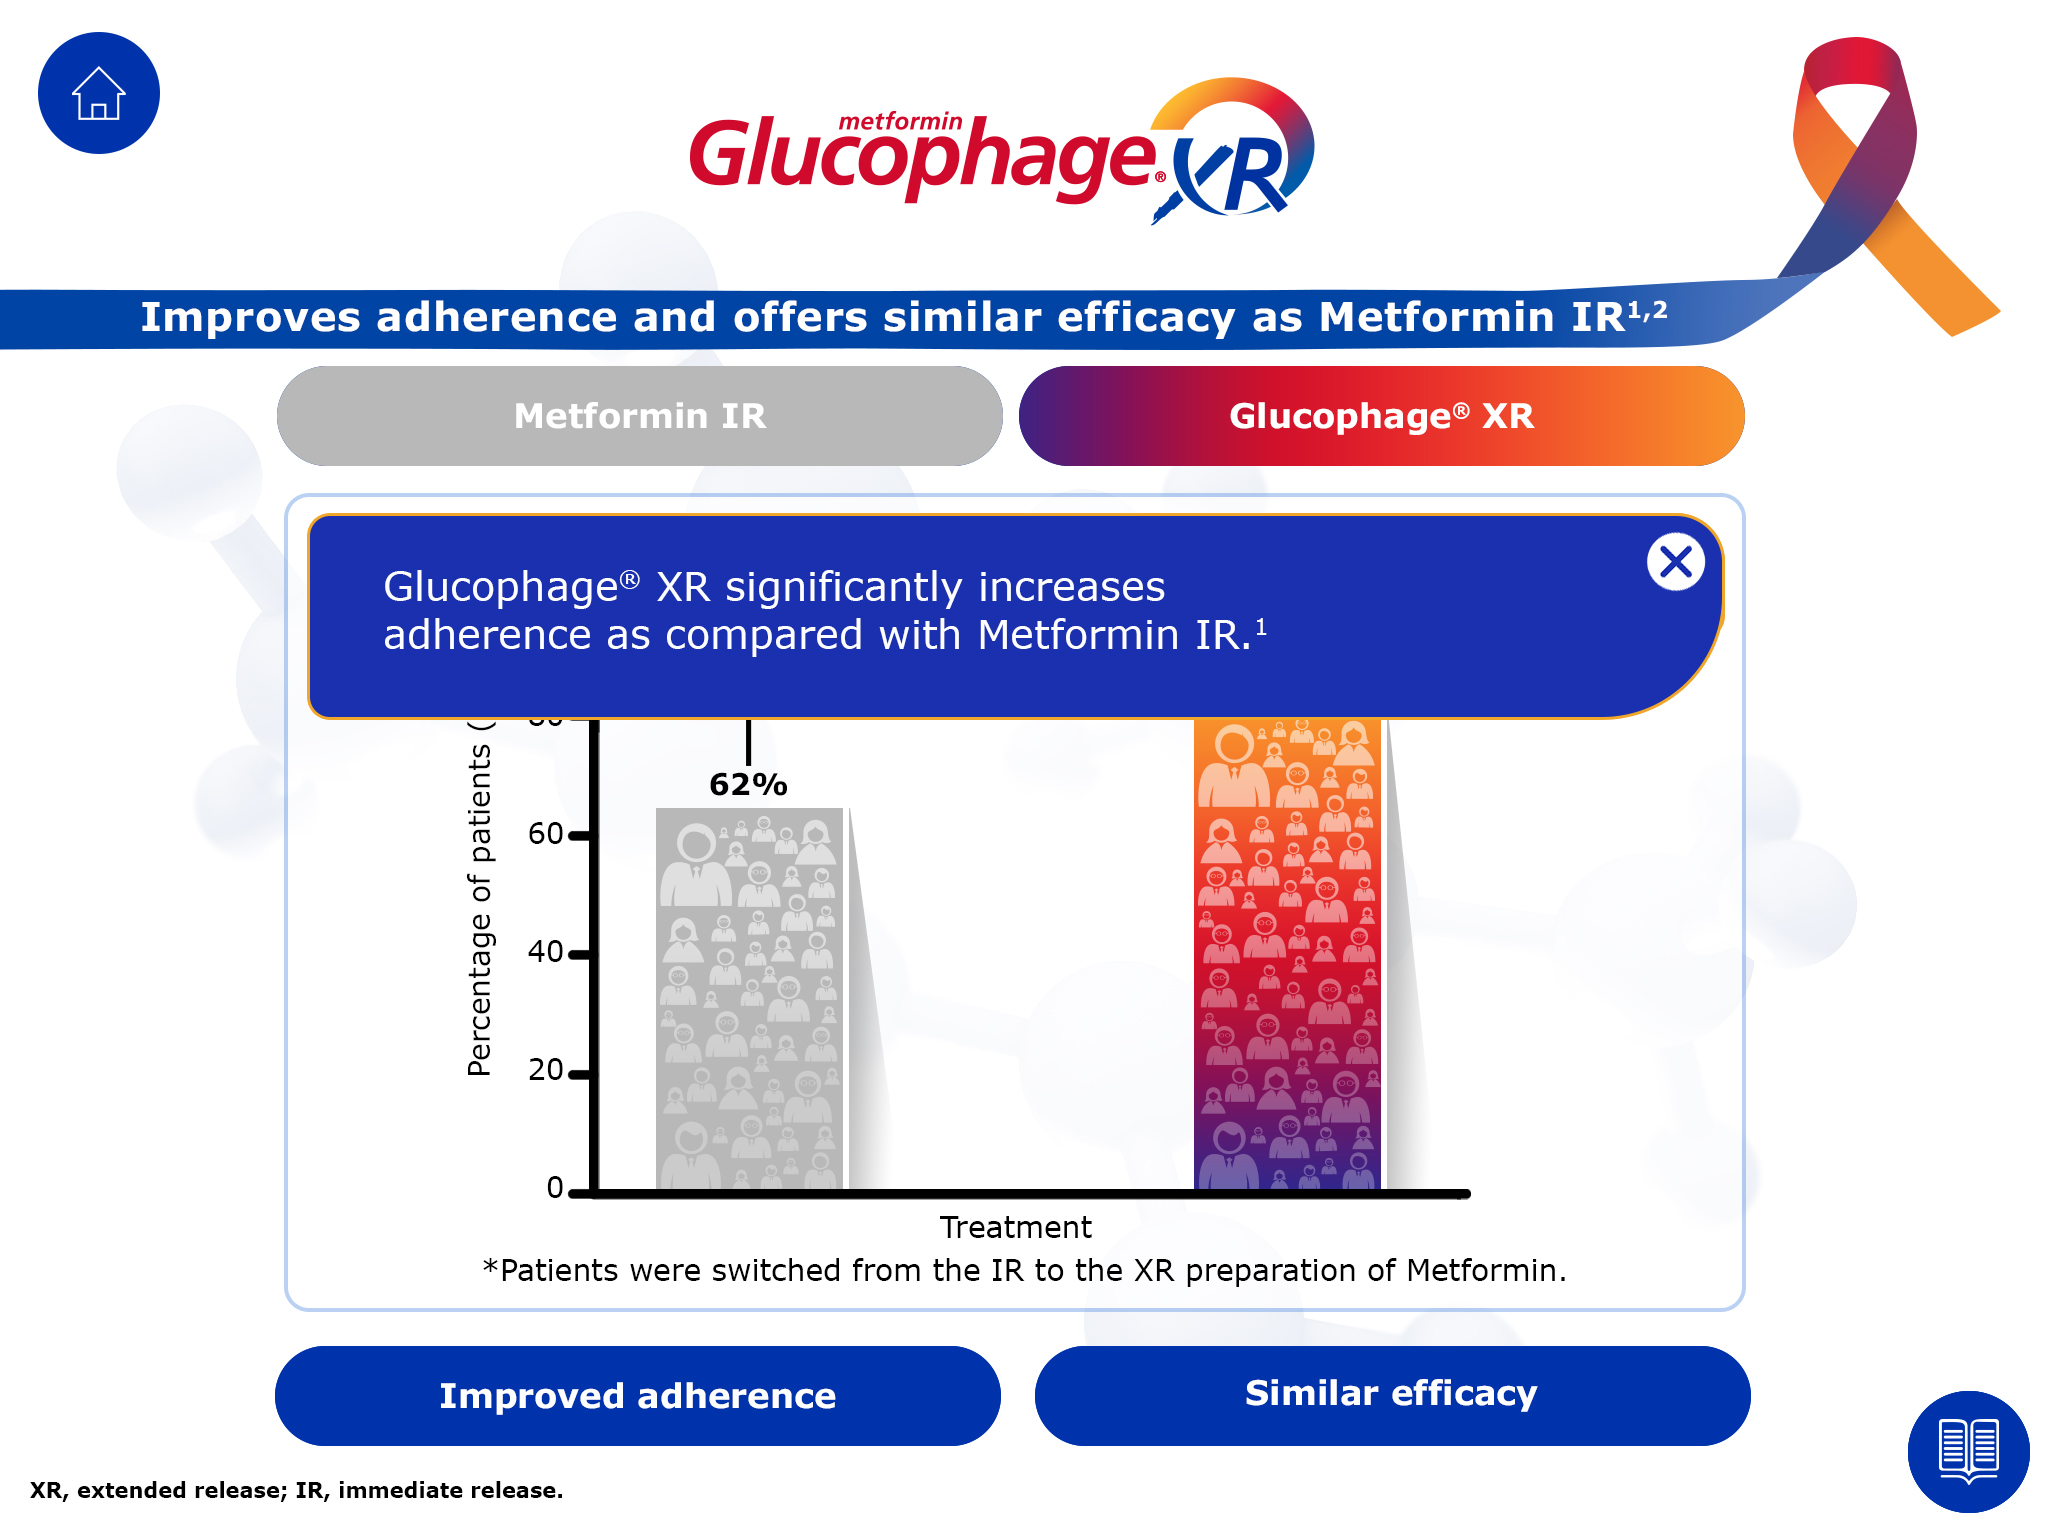 metformin
Glucophage® XR
Improves adherence and offers similar efficacy as Metformin IR¹,²
Metformin IR
Glucophage® XR
Glucophage® XR significantly increases
adherence as compared with Metformin IR.¹
Percentage of patients (
62%
60
40
20
0
Treatment
*Patients were switched from the IR to the XR preparation of Metformin.
Improved adherence
Similar efficacy
XR, extended release; IR, immediate release.